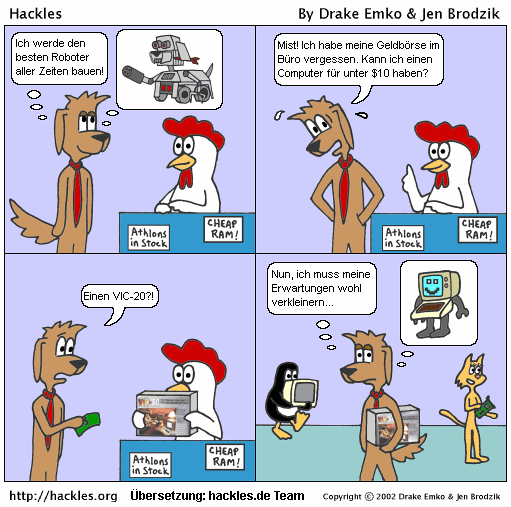 Hackles
By Drake Emko & Jen Brodzik
Ich werde den
besten Roboter
aller Zeiten bauen!
Athlons
in Stock
CHEAP
RAM!
Mist! Ich habe meine Geldbörse im
Büro vergessen. Kann ich einen
Computer für unter $10 haben?
Athlons
in Stock
CHEAP
RAM!
Einen VIC-20?!
Athlons
in Stock
CHEAP
RAM!
Nun, ich muss meine
Erwartungen wohl
verkleinern...
http://hackles.org
Übersetzung: hackles.de Team
Copyright © 2002 Drake Emko & Jen Brodzik